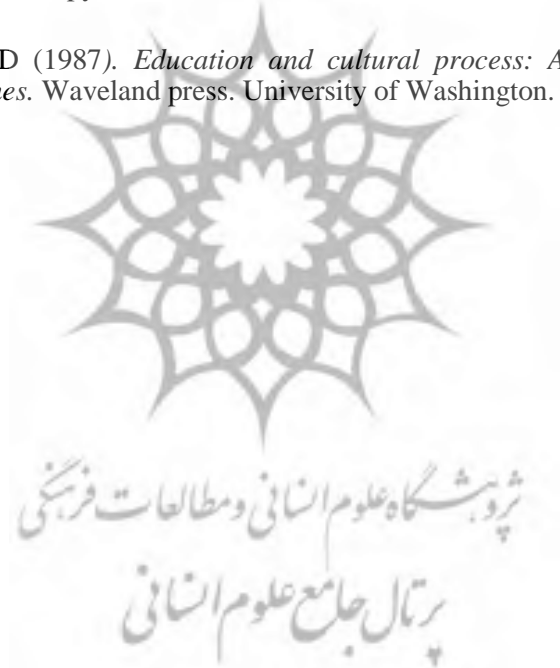 D (1987). Education and cultural process: A
es. Waveland press. University of Washington.
پژوهشگاه علوم انسانی و مطالعات فرهنگی
پرتال جامع علوم انسانی